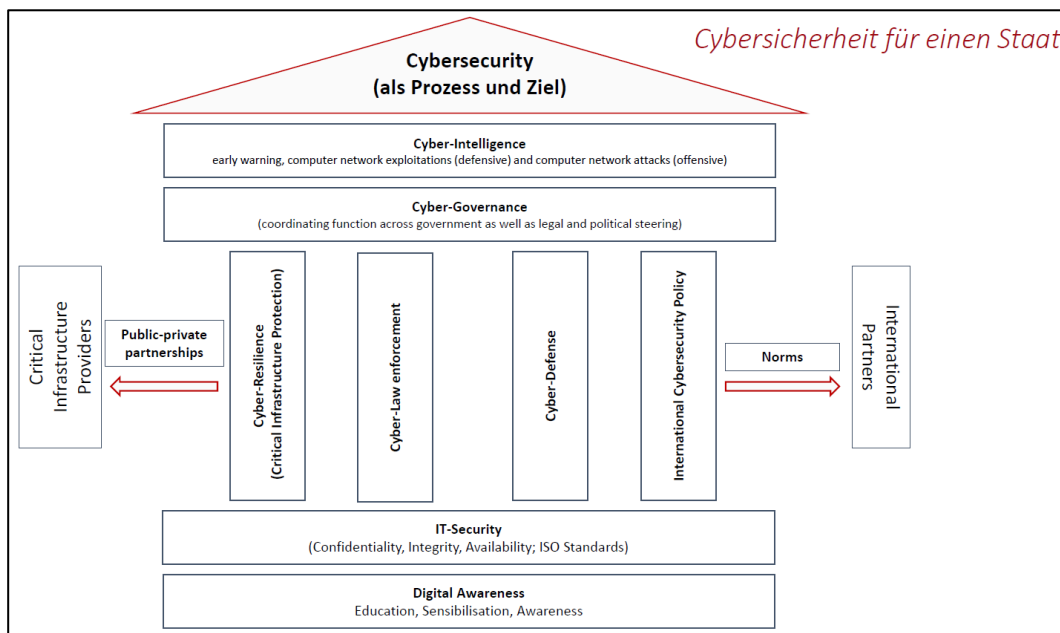 Cybersicherheit für einen Staat
Cybersecurity
(als Prozess und Ziel)
Cyber-Intelligence
early warning, computer network exploitations (defensive) and computer network attacks (offensive)
Cyber-Governance
(coordinating function across government as well as legal and political steering)
Critical
Infrastructure
Providers
Public-private
partnerships
Cyber-Resilience
(Critical Infrastructure Protection)
Cyber-Law enforcement
Cyber-Defense
International Cybersecurity Policy
Norms
International
Partners
IT-Security
(Confidentiality, Integrity, Availability; ISO Standards)
Digital Awareness
Education, Sensibilisation, Awareness